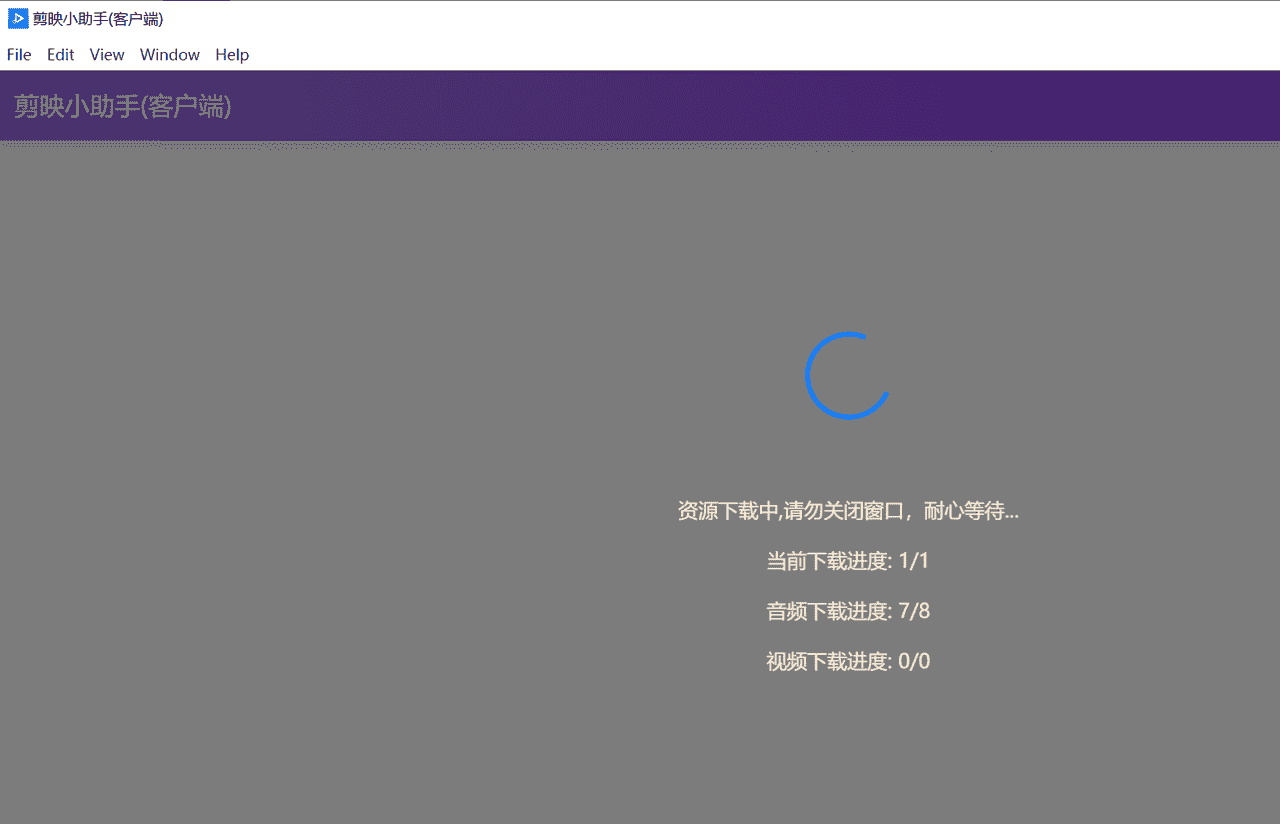 剪映小助手(客户端)
File Edit View Window Help
剪映小助手(客户端)
资源下载中,请勿关闭窗口，耐心等待...
当前下载进度: 1/1
音频下载进度: 7/8
视频下载进度: 0/0